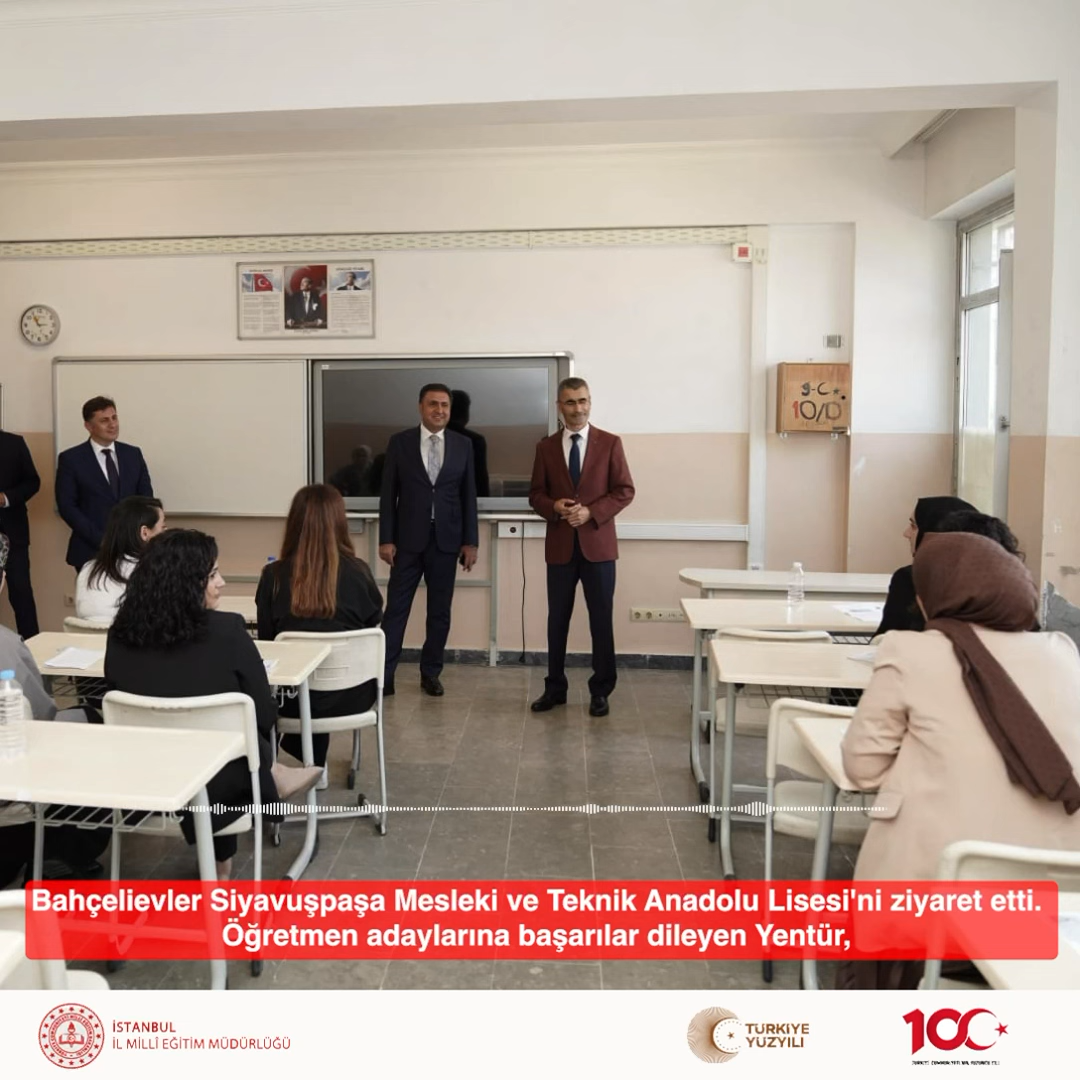 9-C
10/D
Bahçelievler Siyavuşpaşa Mesleki ve Teknik Anadolu Lisesi'ni ziyaret etti.
Öğretmen adaylarına başarılar dileyen Yentür,
İSTANBUL
İL MİLLÎ EĞİTİM MÜDÜRLÜĞÜ
TÜRKİYE
YÜZYILI
100